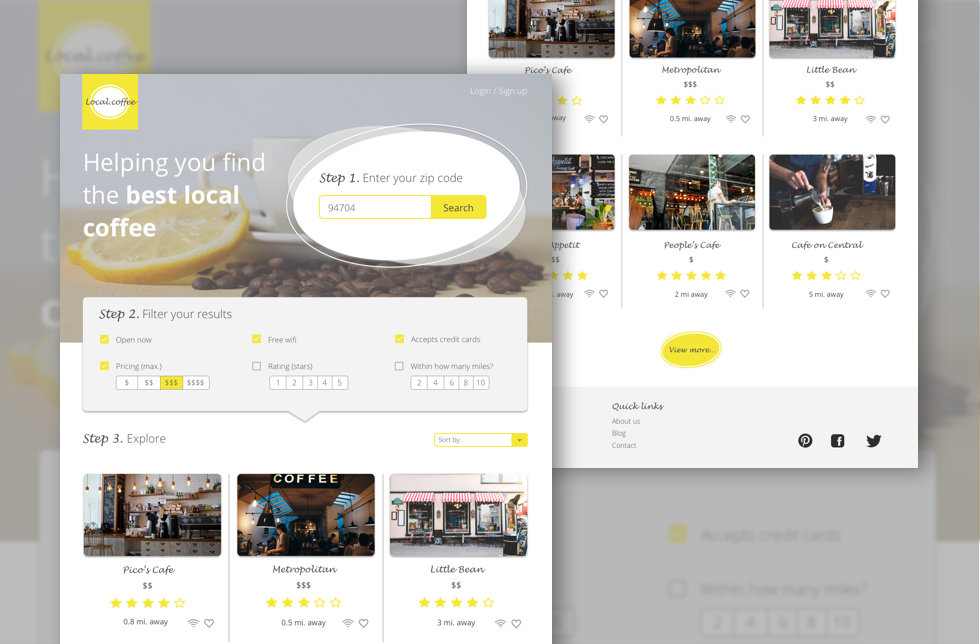 Local.coffee
Login / Sign up
Helping you find
the best local
coffee
Step 1. Enter your zip code
94704
Search
Step 2. Filter your results
Open now
Free wifi
Accepts credit cards
Pricing (max.)
Rating (stars)
Within how many miles?
$ $$ $$$ $$$$
1 2 3 4 5
2 4 6 8 10
Step 3. Explore
Sort by...
COFFEE
Pico's Cafe
Metropolitan
Little Bean
$$
$$$
$$
0.8 mi. away
0.5 mi. away
3 mi. away
Pico's Cafe
Metropolitan
Little Bean
$$$
$$
away
0.5 mi away
3 mi away
Appetit
People's Cafe
Cafe on Central
$$
$
$
away
2 mi away
5 mi. away
View more...
Quick links
About us
Blog
Contact
Local.coffee
Accepts credit cards
Within how many miles?
2 4 6 8 10